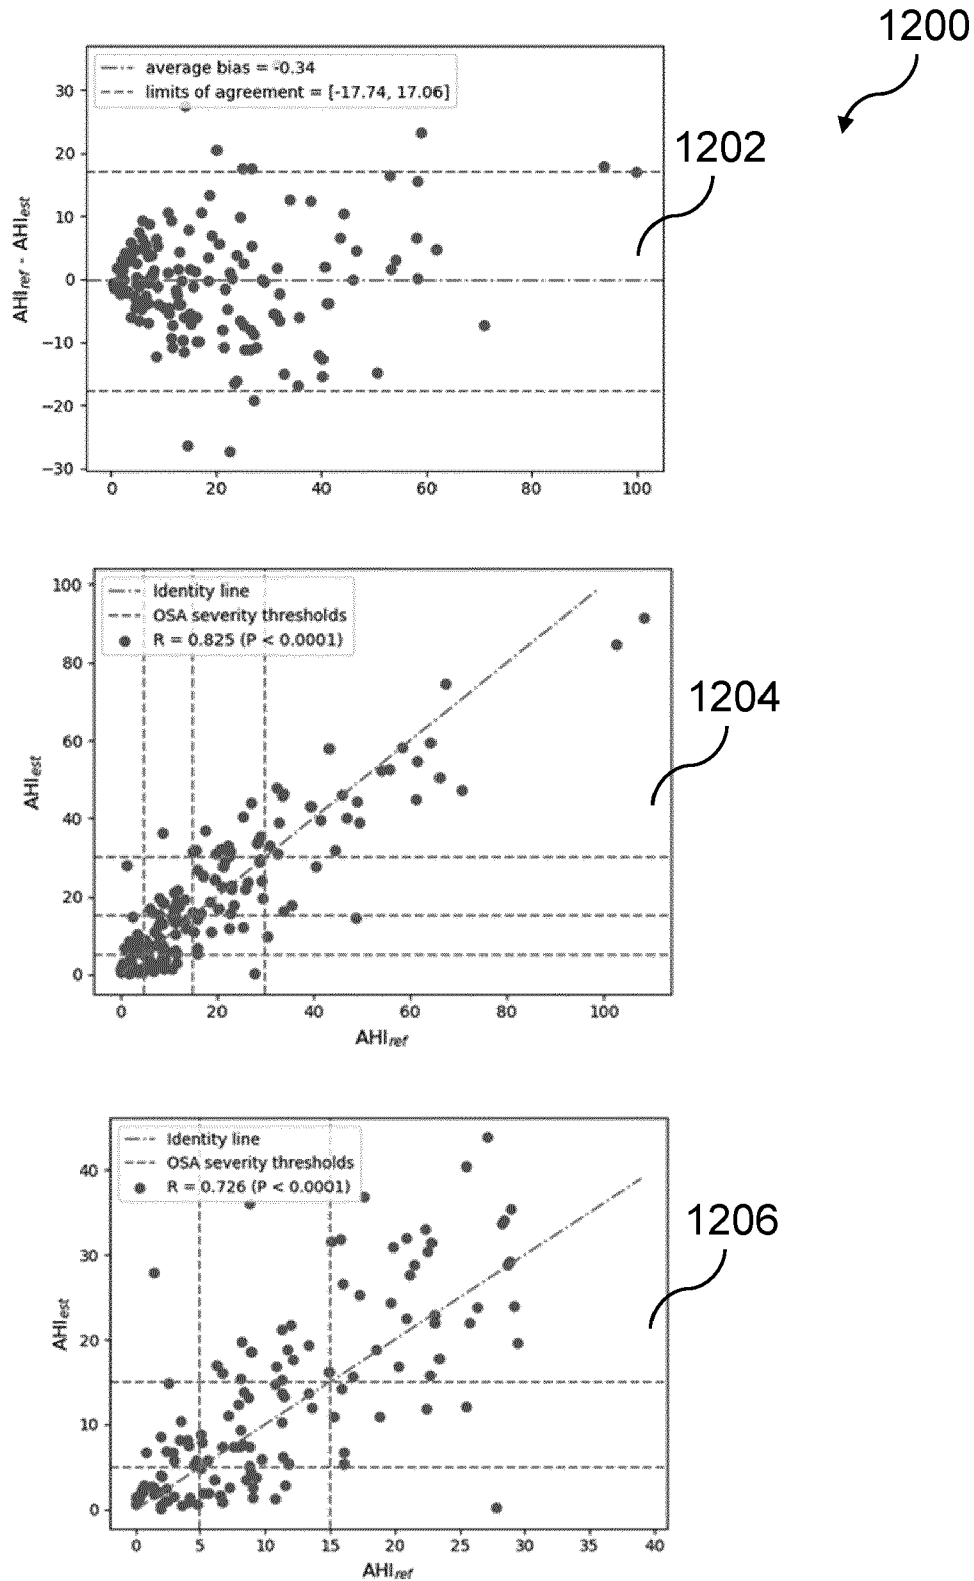 1200
average bias = -0.34
limits of agreement = [-17.74, 17.06]
1202
AHIref - AHIest
30
20
10
0
−10
−20
−30
0 20 40 60 80 100
Identity line
OSA severity thresholds
R = 0.825 (P < 0.0001)
1204
AHIest
100
80
60
40
20
0
0 20 40 60 80 100
AHIref
Identity line
OSA severity thresholds
R = 0.726 (P < 0.0001)
1206
AHIest
40
30
20
10
0
0 5 10 15 20 25 30 35 40
AHIref